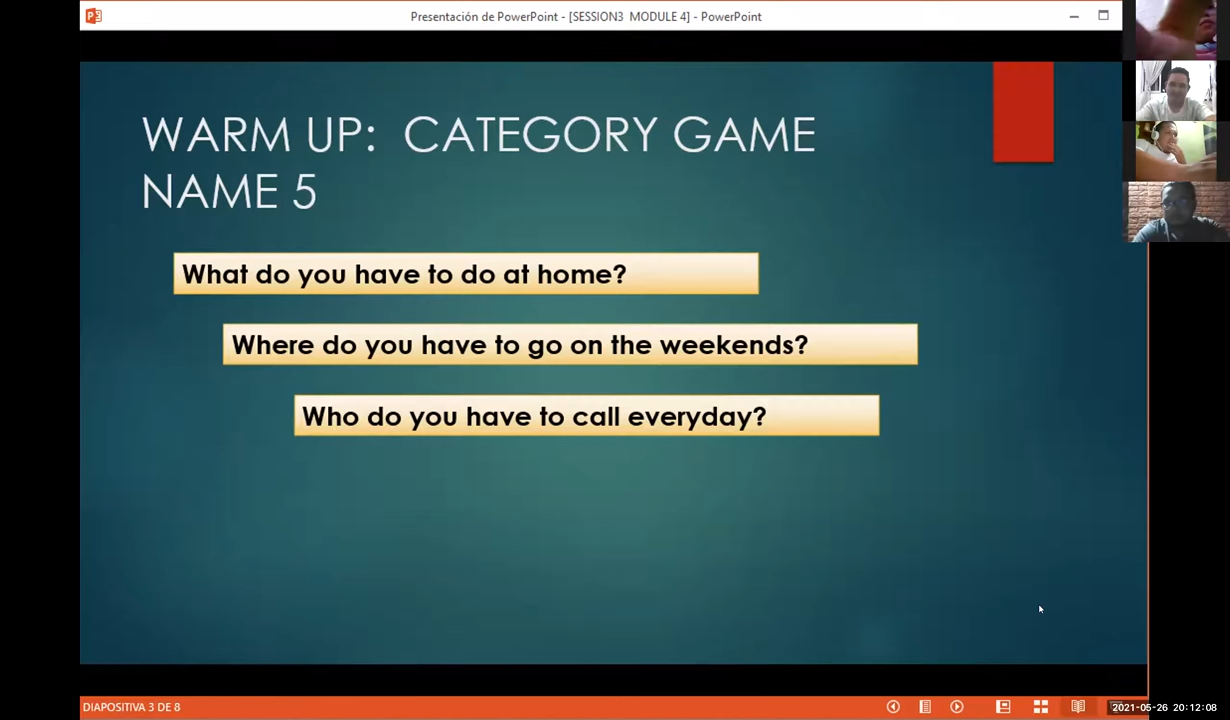 Presentación de PowerPoint - [SESSION3 MODULE 4] - PowerPoint
WARM UP: CATEGORY GAME
NAME 5
What do you have to do at home?
Where do you have to go on the weekends?
Who do you have to call everyday?
DIAPOSITIVA 3 DE 8
2021-05-26 20:12:08